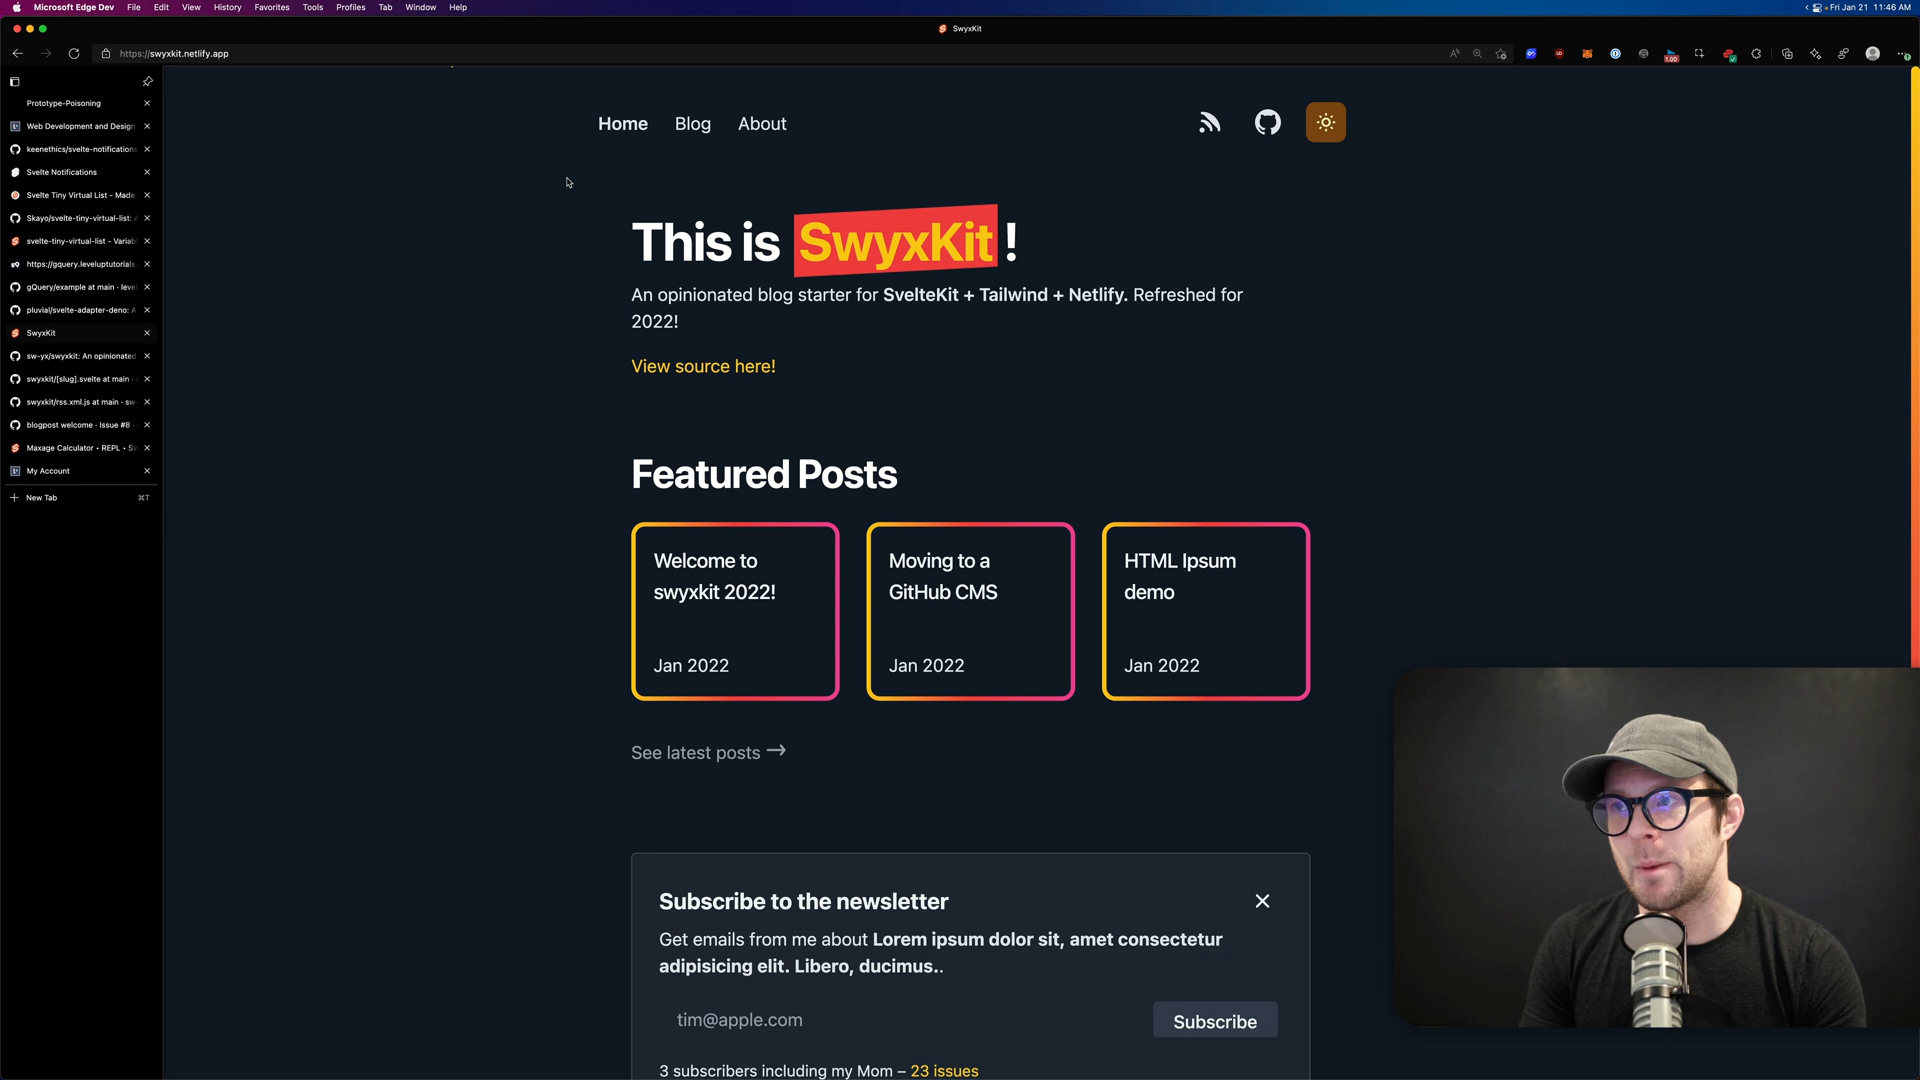 Microsoft Edge Dev File Edit View History Favorites Tools Profiles Tab Window Help
Fri Jan 21 11:46 AM
SwyxKit
https://swyxkit.netlify.app
1.00
Prototype-Poisoning
Web Development and Design
keenethics/svelte-notifications
Svelte Notifications
Svelte Tiny Virtual List - Made
Skayo/svelte-tiny-virtual-list: A
svelte-tiny-virtual-list - Variab
https://gquery.leveluptutorials.
gQuery/example at main · leve
pluvial/svelte-adapter-deno: A
SwyxKit
sw-yx/swyxkit: An opinionated
swyxkit/[slug].svelte at main ·
swyxkit/rss.xml.js at main · sw-
blogpost welcome · Issue #8 ·
Maxage Calculator • REPL • Sv
My Account
New Tab ⌘T
Home Blog About
This is SwyxKit !
An opinionated blog starter for SvelteKit + Tailwind + Netlify. Refreshed for
2022!
View source here!
Featured Posts
Welcome to
swyxkit 2022!
Jan 2022
Moving to a
GitHub CMS
Jan 2022
HTML Ipsum
demo
Jan 2022
See latest posts →
Subscribe to the newsletter
Get emails from me about Lorem ipsum dolor sit, amet consectetur
adipisicing elit. Libero, ducimus..
tim@apple.com
Subscribe
3 subscribers including my Mom – 23 issues